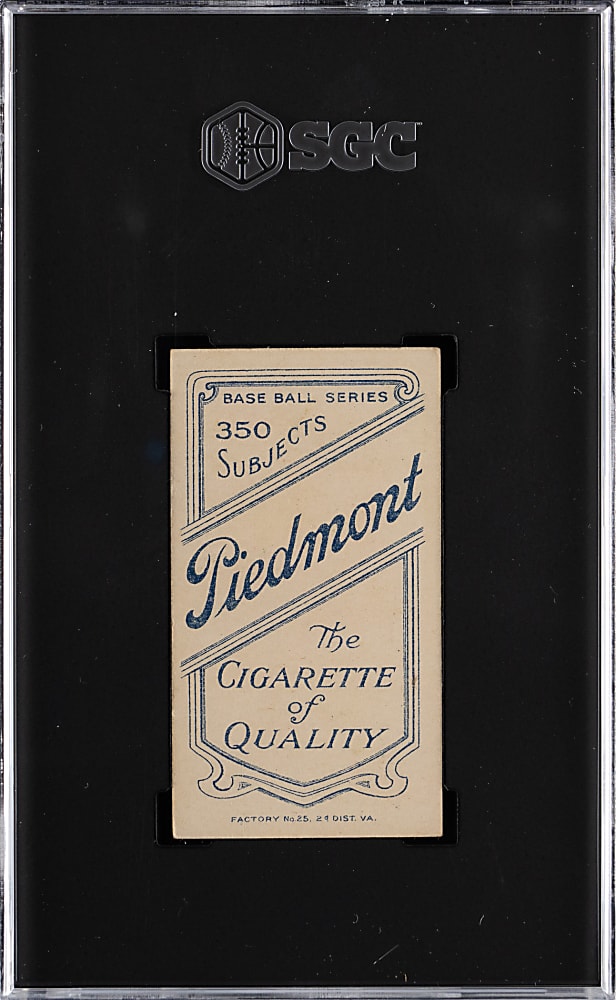 SGC
BASE BALL SERIES
350
SUBJECTS
Piedmont
The
CIGARETTE
of
QUALITY
FACTORY No. 25, 2d DIST. VA.